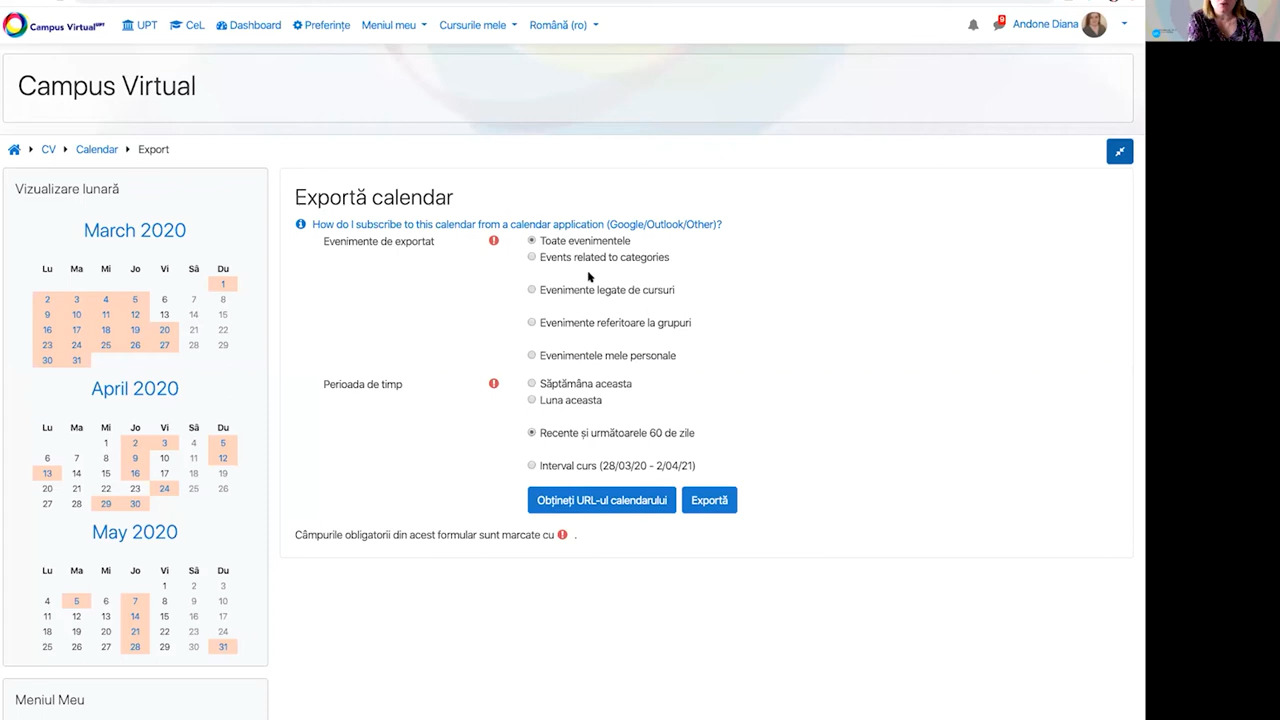 Campus Virtual UPT UPT CeL Dashboard Preferințe Meniul meu Cursurile mele Română (ro) 9 Andone Diana
Campus Virtual
CV Calendar Export
Vizualizare lunară
March 2020
Lu Ma Mi Jo Vi Sâ Du
1
2 3 4 5 6 7 8
9 10 11 12 13 14 15
16 17 18 19 20 21 22
23 24 25 26 27 28 29
30 31
April 2020
Lu Ma Mi Jo Vi Sâ Du
1 2 3 4 5
6 7 8 9 10 11 12
13 14 15 16 17 18 19
20 21 22 23 24 25 26
27 28 29 30
May 2020
Lu Ma Mi Jo Vi Sâ Du
1 2 3
4 5 6 7 8 9 10
11 12 13 14 15 16 17
18 19 20 21 22 23 24
25 26 27 28 29 30 31
Meniul Meu
Exportă calendar
How do I subscribe to this calendar from a calendar application (Google/Outlook/Other)?
Evenimente de exportat
Toate evenimentele
Events related to categories
Evenimente legate de cursuri
Evenimente referitoare la grupuri
Evenimentele mele personale
Perioada de timp
Săptămâna aceasta
Luna aceasta
Recente și următoarele 60 de zile
Interval curs (28/03/20 - 2/04/21)
Obțineți URL-ul calendarului Exportă
Câmpurile obligatorii din acest formular sunt marcate cu .